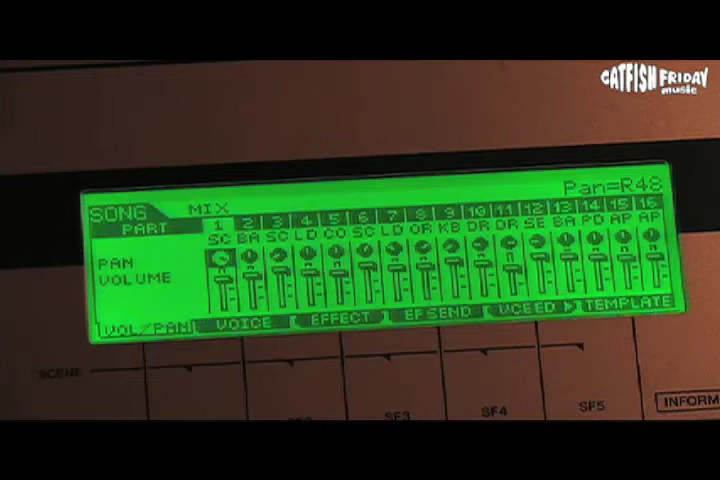 CATFISH FRIDAY
music
Pan=R48
SONG MIX
PART 1 2 3 4 5 6 7 8 9 10 11 12 13 14 15 16
SC BA SC LD CO SC LD OR KB DR DR SE BA PD AP AP
PAN
VOLUME
VOL/PAN VOICE EFFECT EF SEND VCE ED TEMPLATE
SCENE
SF3 SF4 SF5 INFORM